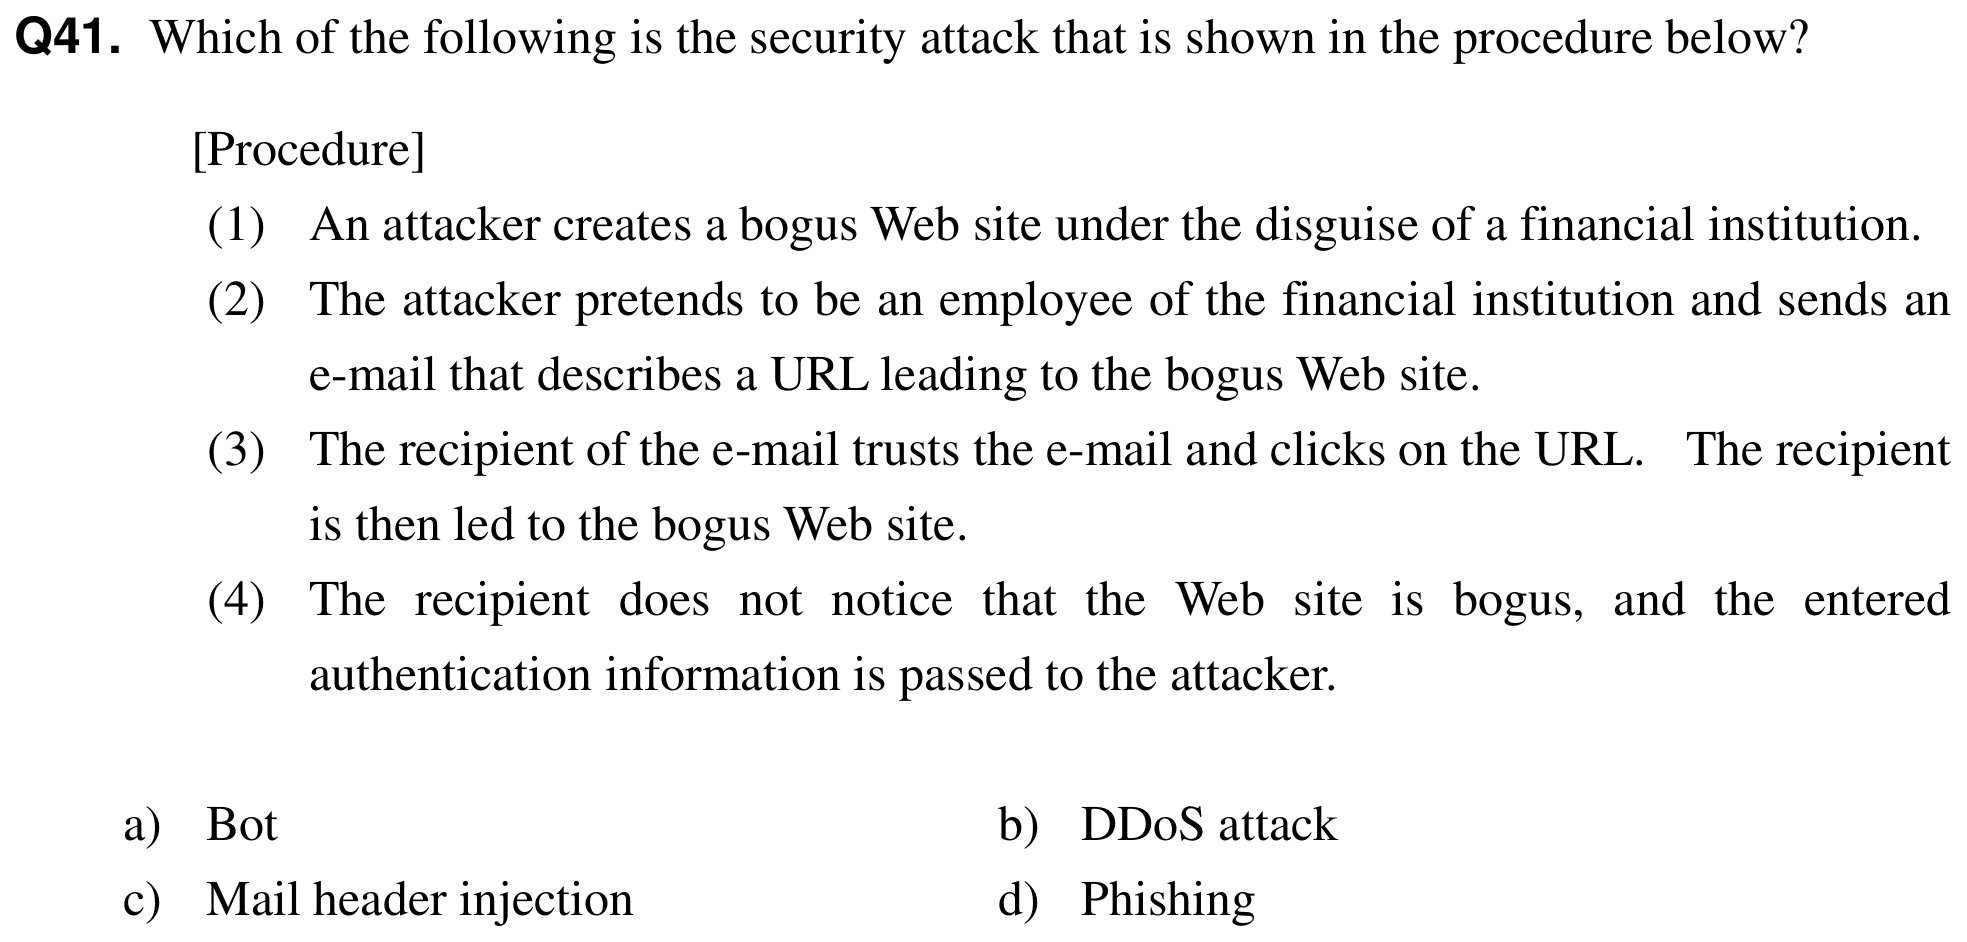 Q41. Which of the following is the security attack that is shown in the procedure below?
[Procedure]
(1) An attacker creates a bogus Web site under the disguise of a financial institution.
(2) The attacker pretends to be an employee of the financial institution and sends an
e-mail that describes a URL leading to the bogus Web site.
(3) The recipient of the e-mail trusts the e-mail and clicks on the URL. The recipient
is then led to the bogus Web site.
(4) The recipient does not notice that the Web site is bogus, and the entered
authentication information is passed to the attacker.
a) Bot b) DDoS attack
c) Mail header injection d) Phishing